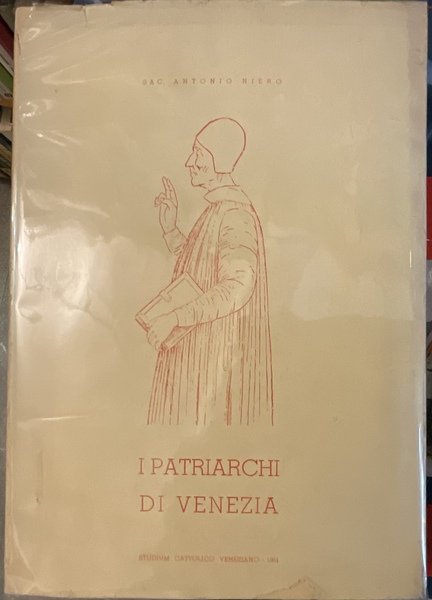 SAC. ANTONIO NIERO
I PATRIARCHI
DI VENEZIA
STUDIUM CATTOLICO VENEZIANO - 1961